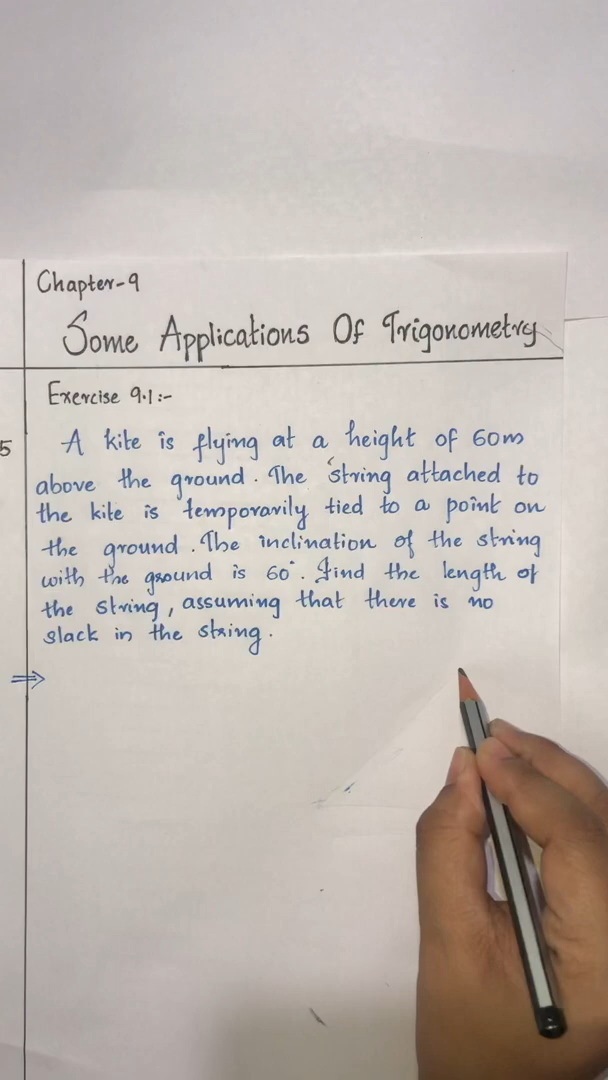 Chapter-9
Some Applications Of Trigonometry
Exercise 9.1:-
5 A kite is flying at a height of 60m
above the ground. The string attached to
the kite is temporarily tied to a point on
the ground. The inclination of the string
with the ground is 60°. Find the length of
the string, assuming that there is no
slack in the string.
⇒